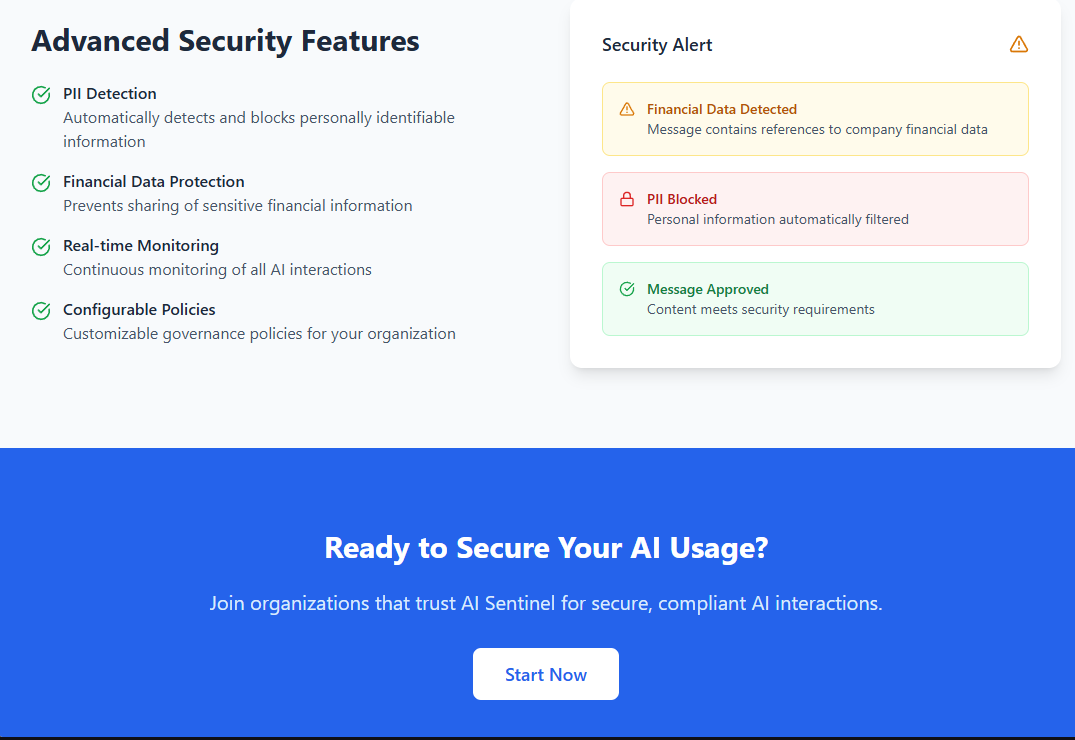 Advanced Security Features
PII Detection
Automatically detects and blocks personally identifiable
information
Financial Data Protection
Prevents sharing of sensitive financial information
Real-time Monitoring
Continuous monitoring of all AI interactions
Configurable Policies
Customizable governance policies for your organization
Security Alert
Financial Data Detected
Message contains references to company financial data
PII Blocked
Personal information automatically filtered
Message Approved
Content meets security requirements
Ready to Secure Your AI Usage?
Join organizations that trust AI Sentinel for secure, compliant AI interactions.
Start Now